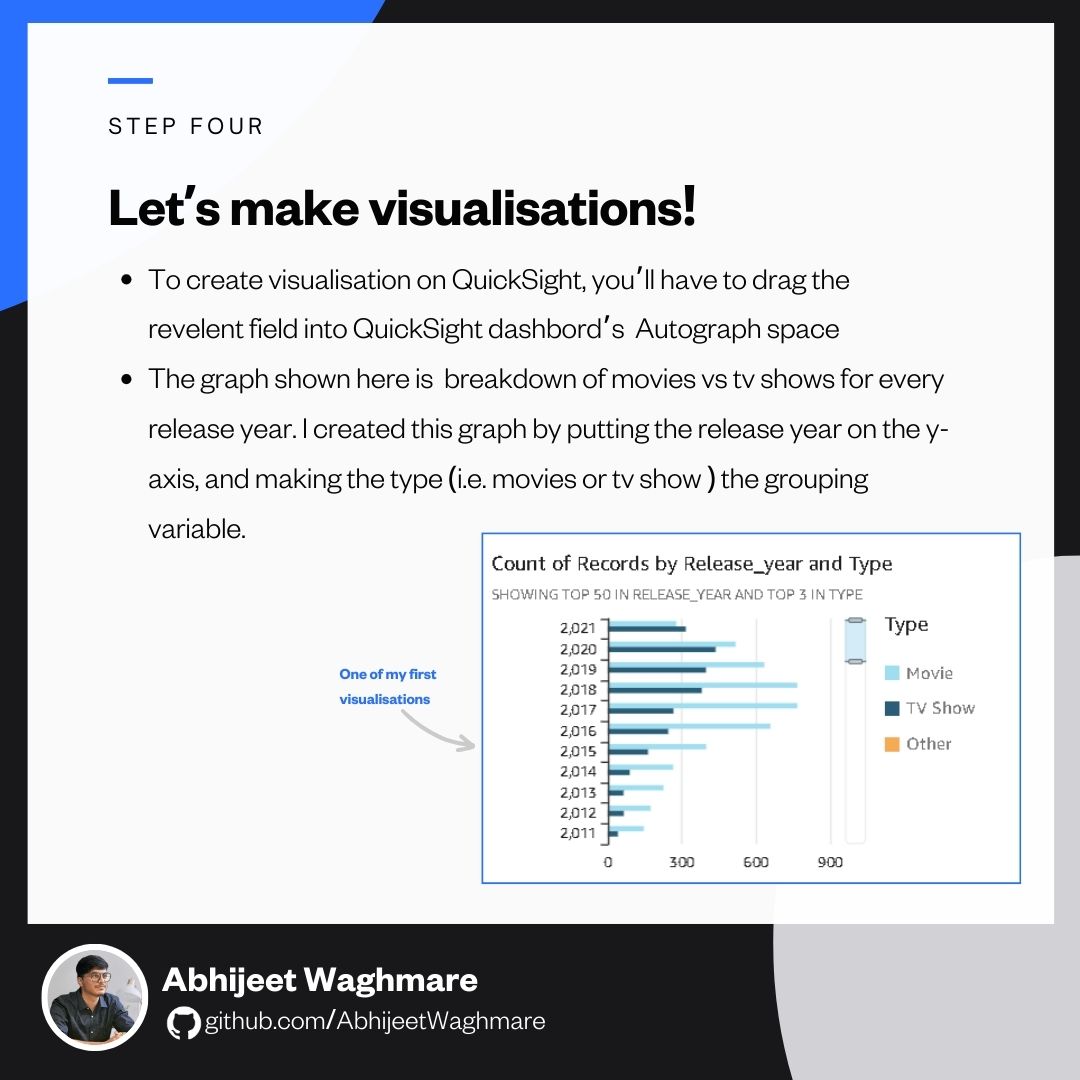 STEP FOUR
Let's make visualisations!
• To create visualisation on QuickSight, you'll have to drag the
revelent field into QuickSight dashbord's Autograph space
• The graph shown here is breakdown of movies vs tv shows for every
release year. I created this graph by putting the release year on the y-
axis, and making the type (i.e. movies or tv show ) the grouping
variable.
One of my first
visualisations
Count of Records by Release_year and Type
SHOWING TOP 50 IN RELEASE_YEAR AND TOP 3 IN TYPE
2,021
2,020
2,019
2,018
2,017
2,016
2,015
2,014
2,013
2,012
2,011
0 300 600 900
Type
Movie
TV Show
Other
Abhijeet Waghmare
github.com/AbhijeetWaghmare